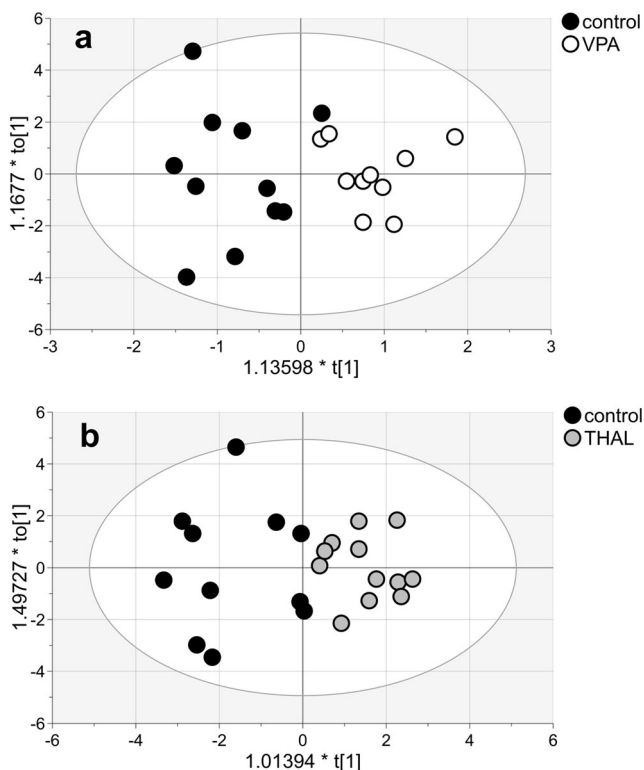 a
control
VPA
6
4
2
0
-2
-4
-6
1.1677 * to[1]
-3
-2
-1
0
1
2
3
1.13598 * t[1]
b
control
THAL
6
4
2
0
-2
-4
-6
1.49727 * to[1]
-6
-4
-2
0
2
4
6
1.01394 * t[1]